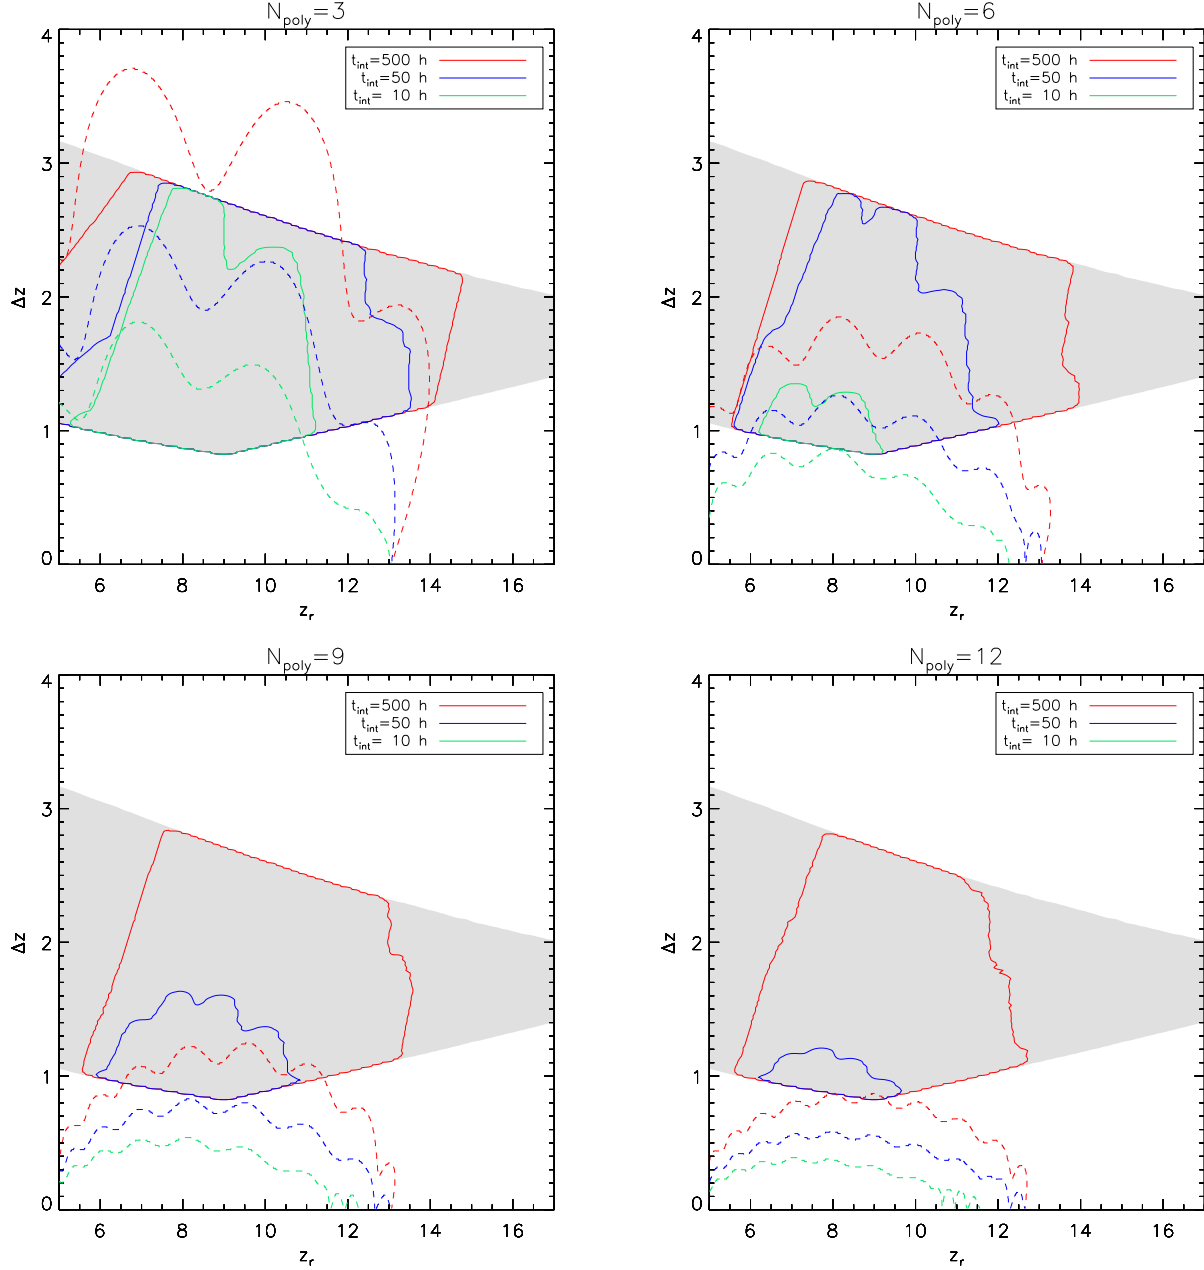 N_poly=3
4
3
2
1
0
Δz
t_int=500 h
t_int=50 h
t_int= 10 h
6 8 10 12 14 16
z_r
N_poly=6
4
3
2
1
0
Δz
t_int=500 h
t_int=50 h
t_int= 10 h
6 8 10 12 14 16
z_r
N_poly=9
4
3
2
1
0
Δz
t_int=500 h
t_int=50 h
t_int= 10 h
6 8 10 12 14 16
z_r
N_poly=12
4
3
2
1
0
Δz
t_int=500 h
t_int=50 h
t_int= 10 h
6 8 10 12 14 16
z_r